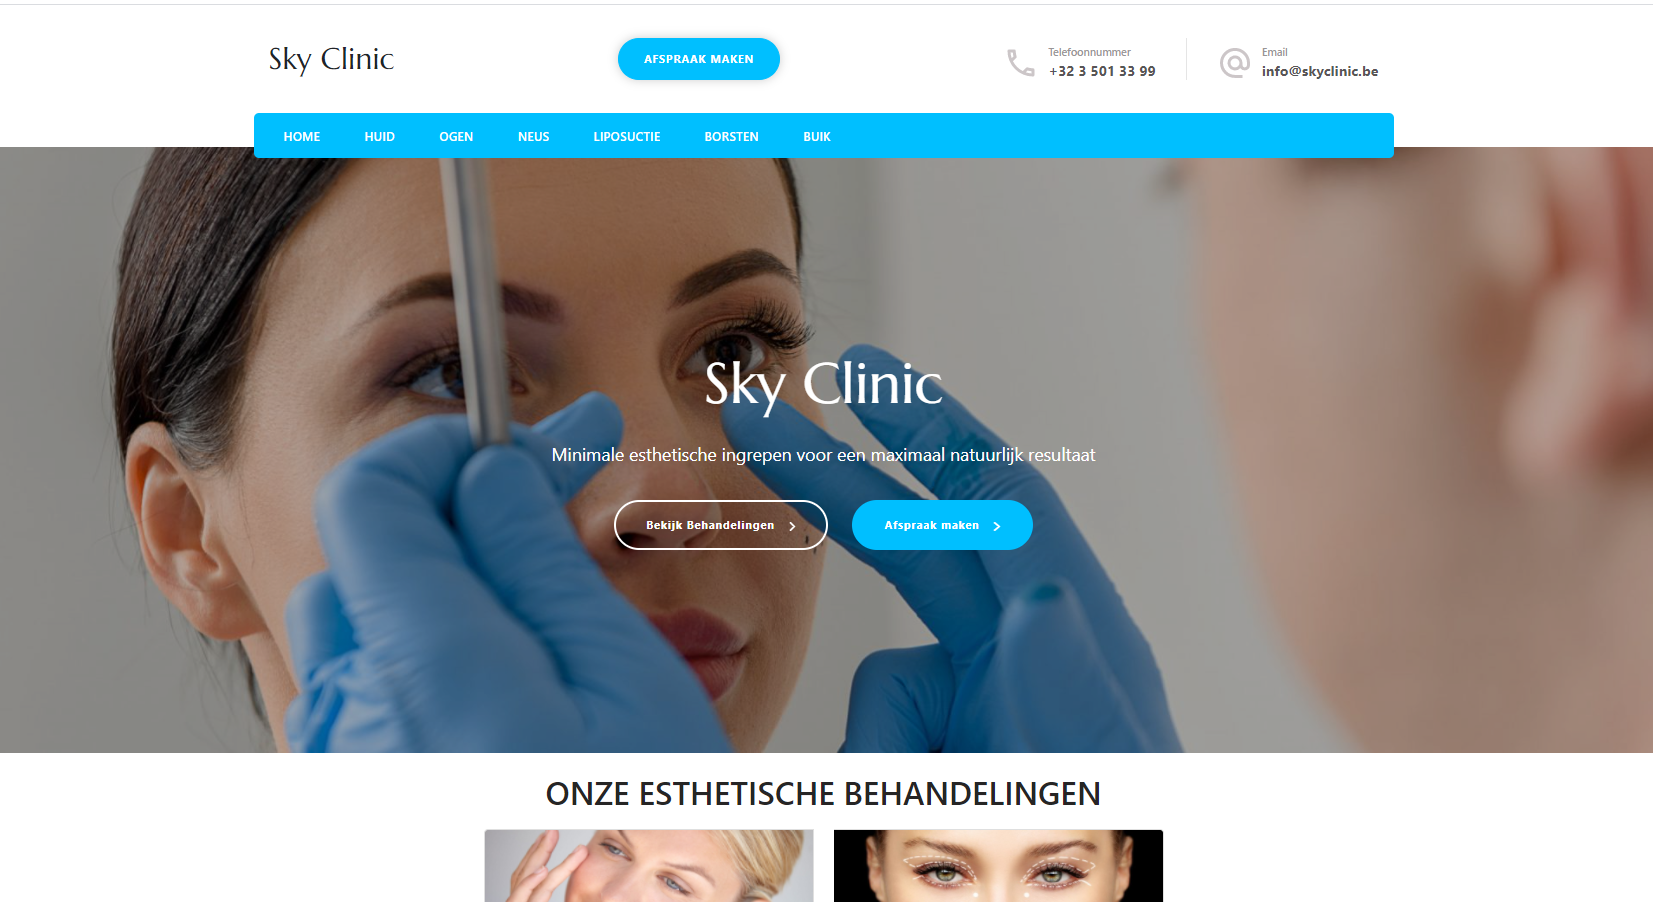 Sky Clinic
AFSPRAAK MAKEN
Telefoonnummer
+32 3 501 33 99
Email
info@skyclinic.be
HOME HUID OGEN NEUS LIPOSUCTIE BORSTEN BUIK
Sky Clinic
Minimale esthetische ingrepen voor een maximaal natuurlijk resultaat
Bekijk Behandelingen
Afspraak maken
ONZE ESTHETISCHE BEHANDELINGEN